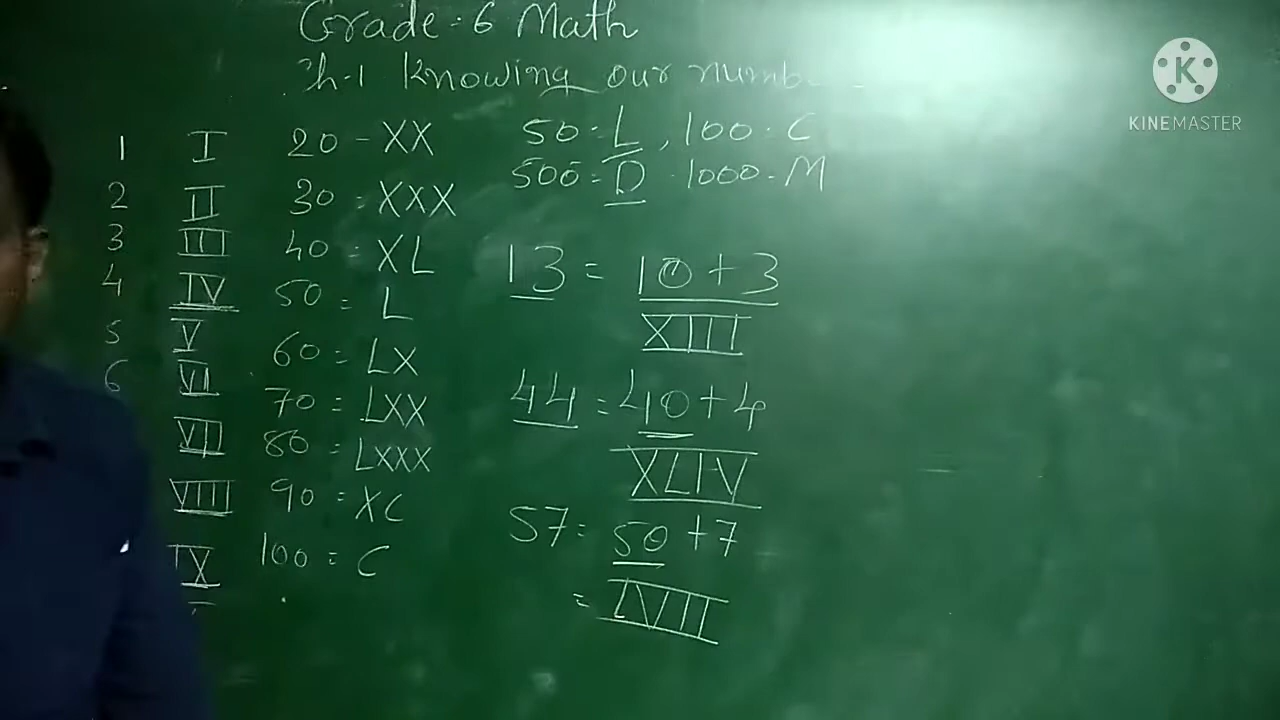 Grade - 6 Math
Ch-1 Knowing our numbe
1 I
2 II
3 III
4 IV
5 V
6 VI
VII
VIII
IX
20 - XX
30 = XXX
40 = XL
50 = L
60 = LX
70 = LXX
80 = LXXX
90 = XC
100 = C
50 = L, 100 = C
500 = D 1000 - M
13 = 10 + 3
XIII
44 = 40 + 4
XLIV
57 = 50 + 7
= LVII
K
KINEMASTER